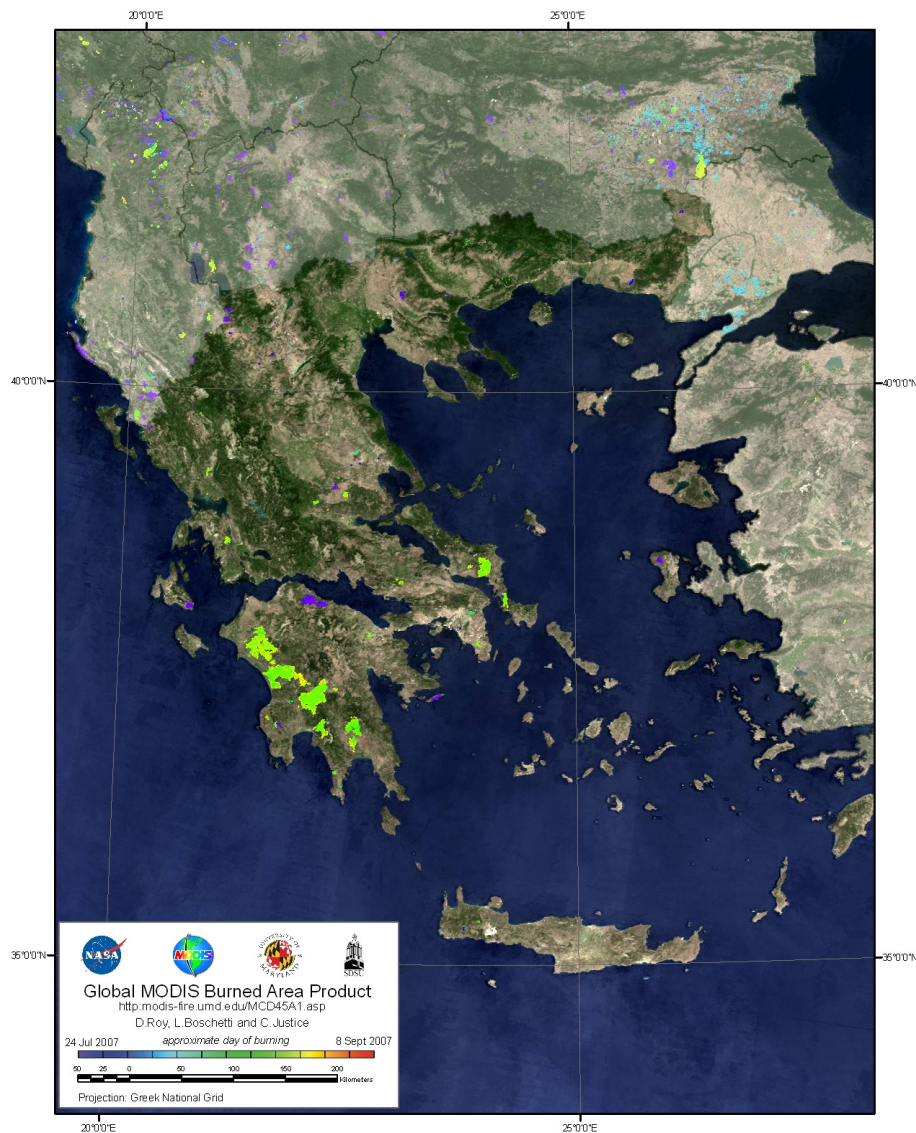 20°0'0"E 25°0'0"E
40°0'0"N 40°0'0"N
35°0'0"N 35°0'0"N
NASA MODIS UNIVERSITY OF MARYLAND SDSU
Global MODIS Burned Area Product
http:modis-fire.umd.edu/MCD45A1.asp
D.Roy, L.Boschetti and C.Justice
24 Jul 2007 approximate day of burning 8 Sept 2007
50 25 0 50 100 150 200
Kilometers
Projection: Greek National Grid
20°0'0"E 25°0'0"E